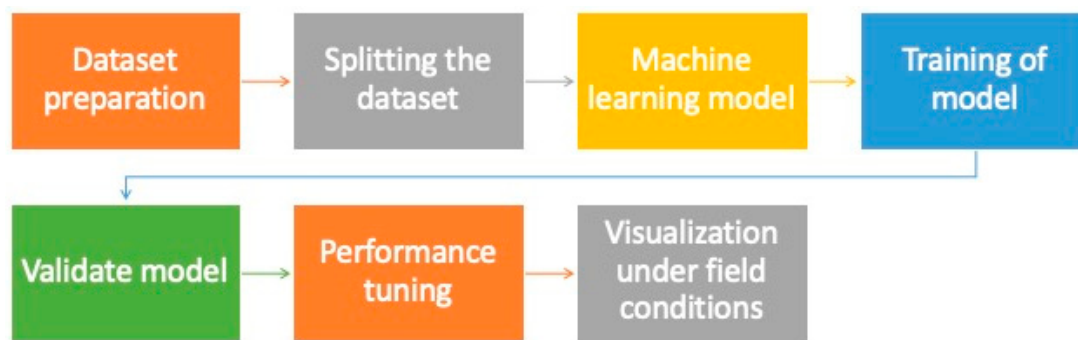 Dataset
preparation
Splitting the
dataset
Machine
learning model
Training of
model
Validate model
Performance
tuning
Visualization
under field
conditions